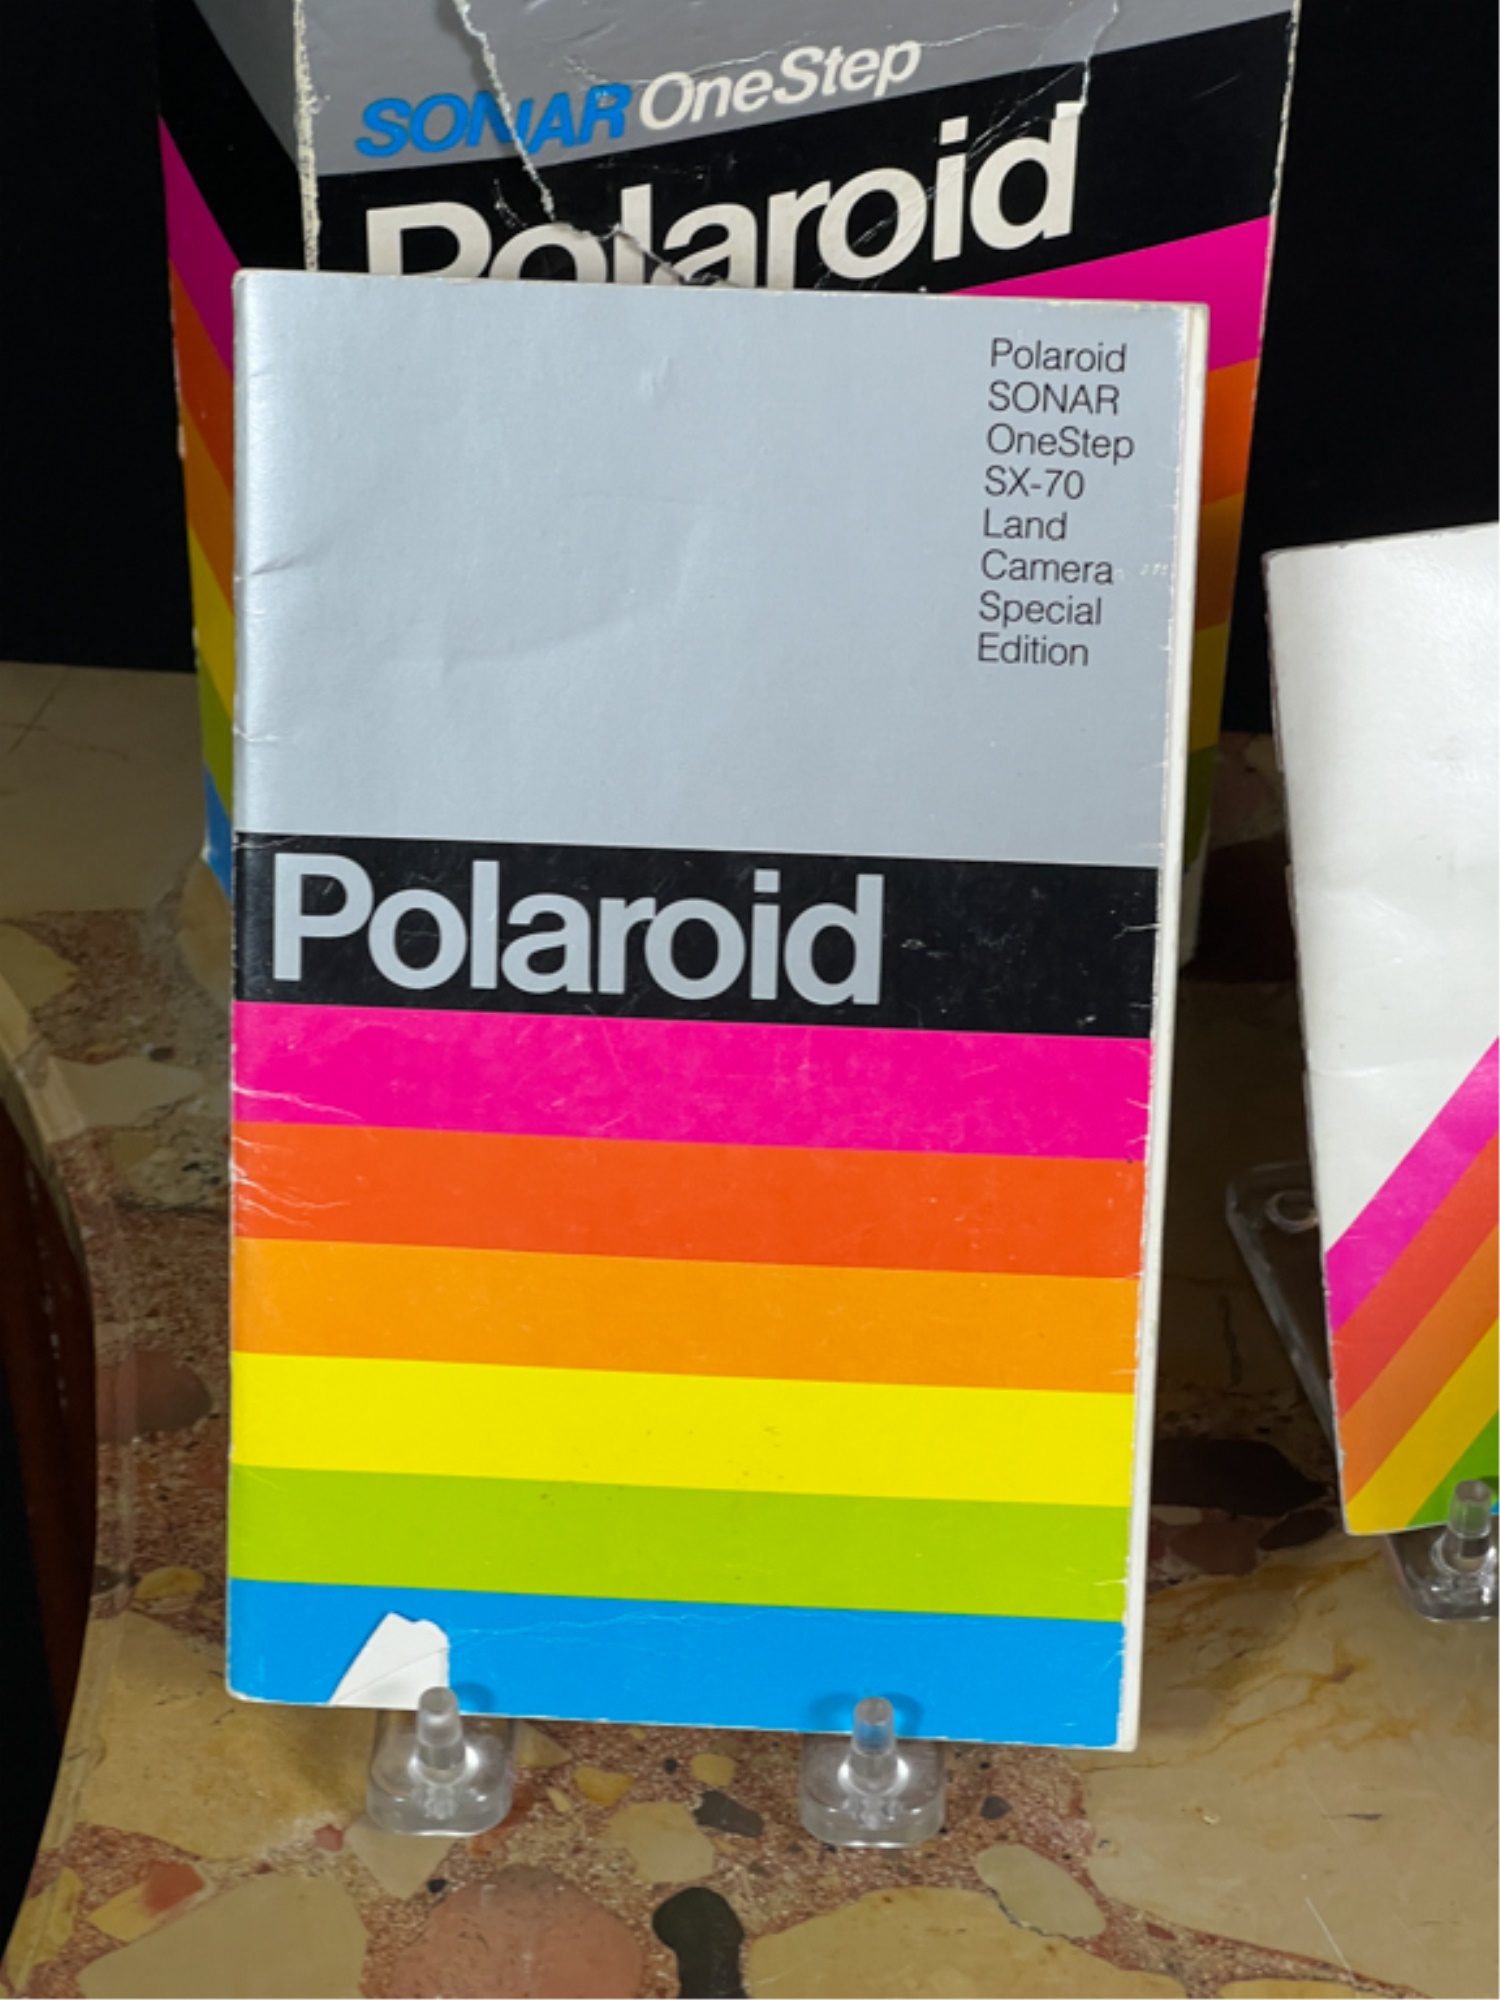 SONAR OneStep
Polaroid
Polaroid
SONAR
OneStep
SX-70
Land
Camera
Special
Edition
Polaroid